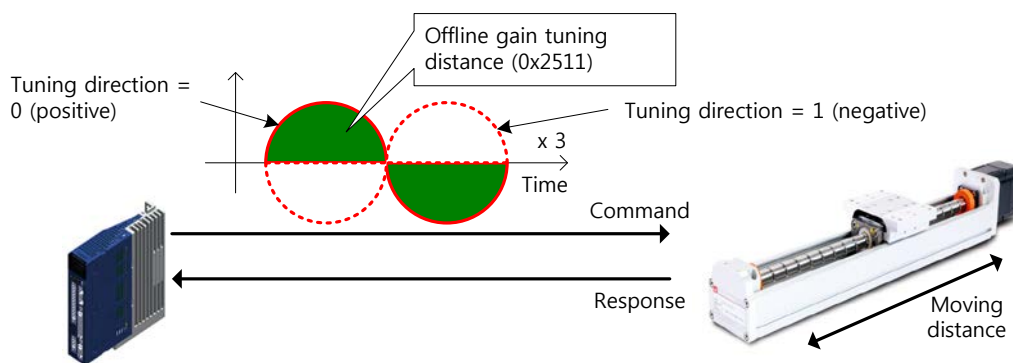 Offline gain tuning
distance (0x2511)
Tuning direction =
0 (positive)
Tuning direction = 1 (negative)
x 3
Time
Command
Response
Moving
distance